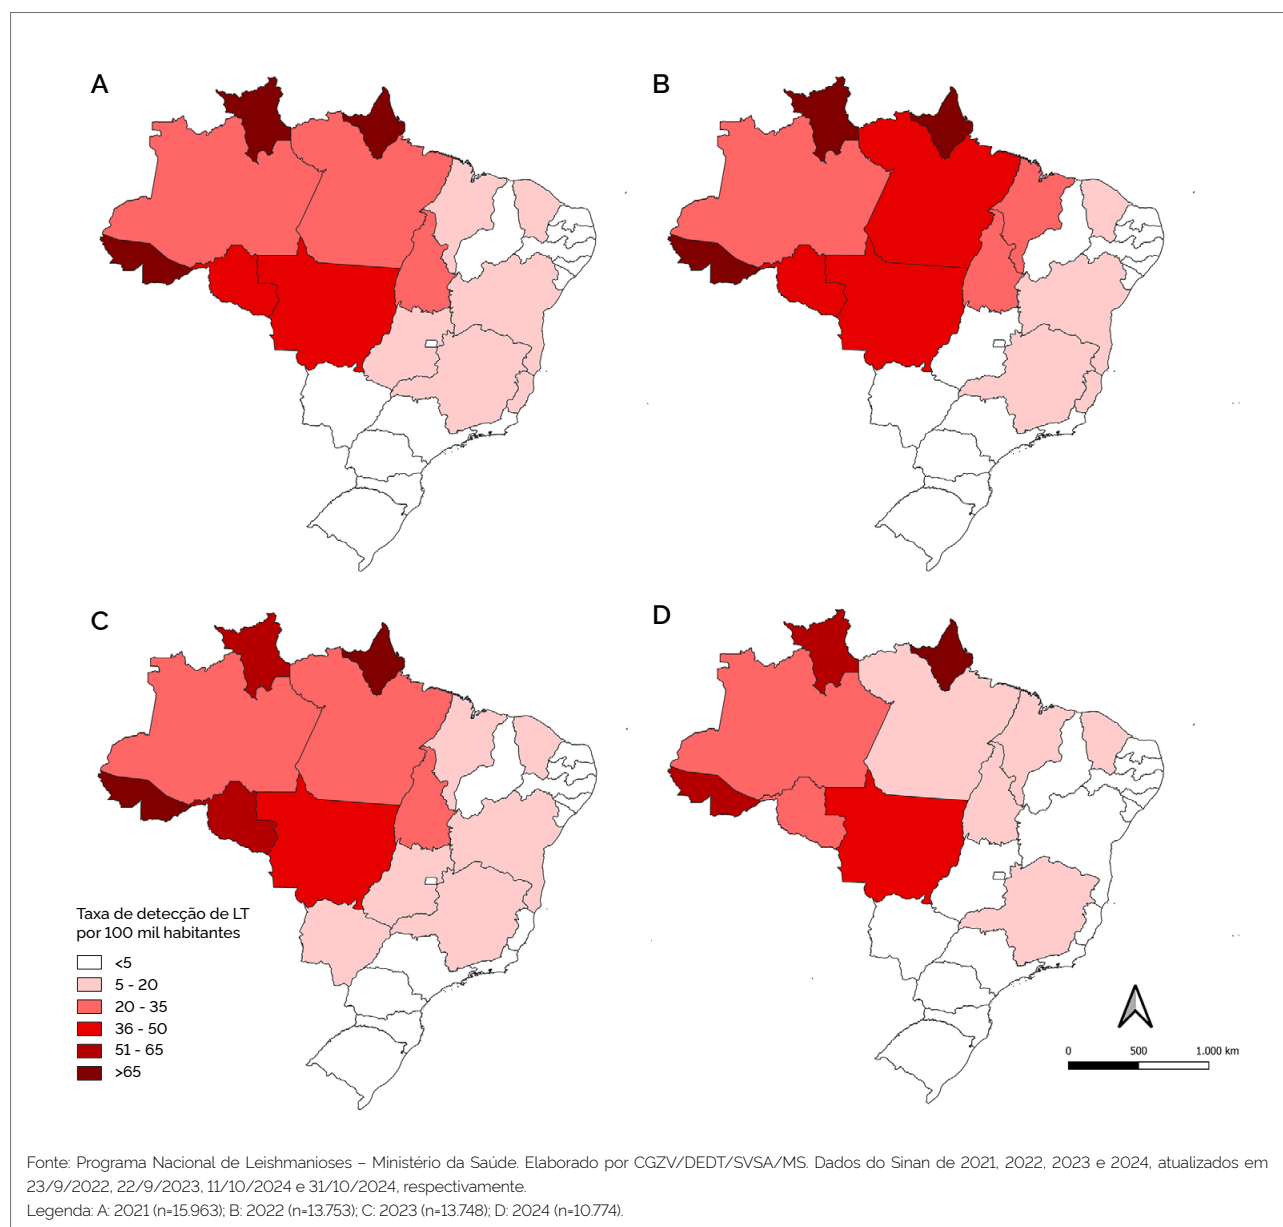 A
B
C
D
Taxa de detecção de LT
por 100 mil habitantes
<5
5 - 20
20 - 35
36 - 50
51 - 65
>65
0 500 1.000 km
Fonte: Programa Nacional de Leishmanioses – Ministério da Saúde. Elaborado por CGZV/DEDT/SVSA/MS. Dados do Sinan de 2021, 2022, 2023 e 2024, atualizados em
23/9/2022, 22/9/2023, 11/10/2024 e 31/10/2024, respectivamente.
Legenda: A: 2021 (n=15.963); B: 2022 (n=13.753); C: 2023 (n=13.748); D: 2024 (n=10.774).